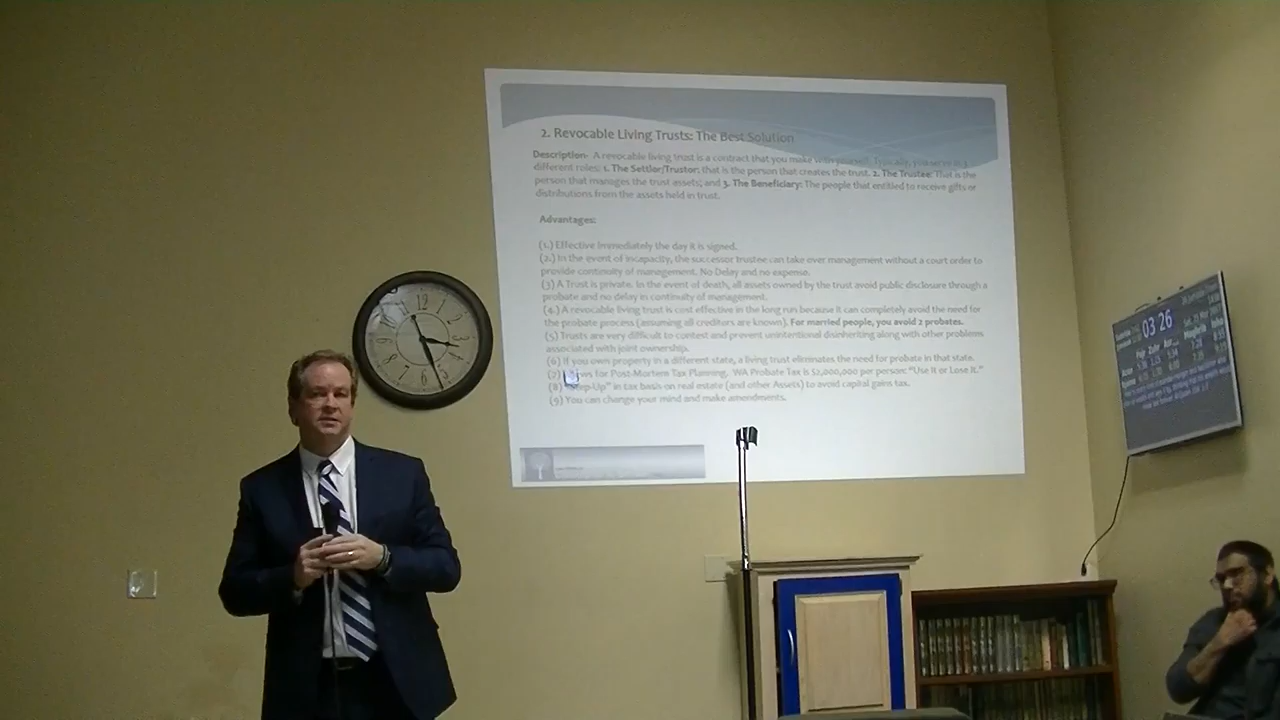 2. Revocable Living Trusts: The Best Solution
Description- A revocable living trust is a contract that you make with yourself. Typically, you serve in 3
different roles: 1. The Settlor/Trustor: that is the person that creates the trust. 2. The Trustee: That is the
person that manages the trust assets; and 3. The Beneficiary: The people that entitled to receive gifts or
distributions from the assets held in trust.
Advantages:
(1.) Effective immediately the day it is signed.
(2.) In the event of incapacity, the successor trustee can take over management without a court order to
provide continuity of management. No Delay and no expense.
(3) A Trust is private. In the event of death, all assets owned by the trust avoid public disclosure through a
probate and no delay in continuity of management.
(4.) A revocable living trust is cost effective in the long run because it can completely avoid the need for
the probate process (assuming all creditors are known). For married people, you avoid 2 probates.
(5) Trusts are very difficult to contest and prevent unintentional disinheriting along with other problems
associated with joint ownership.
(6) If you own property in a different state, a living trust eliminates the need for probate in that state.
(7) for Post-Mortem Tax Planning. WA Probate Tax is $2,000,000 per person: "Use It or Lose It."
(8) "Step-Up" in tax basis on real estate (and other Assets) to avoid capital gains tax.
(9) You can change your mind and make amendments.
12
03 26